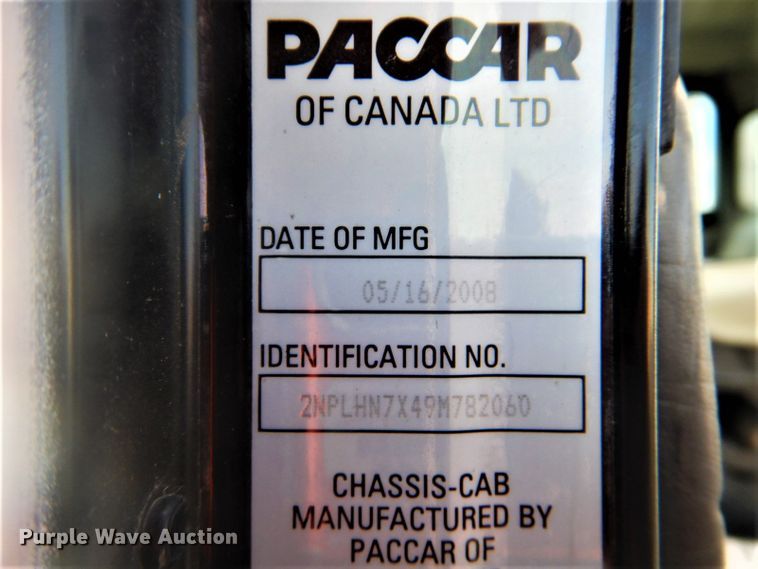 PACCAR
OF CANADA LTD
DATE OF MFG
05/16/2008
IDENTIFICATION NO.
2NPLHN7X49M782060
CHASSIS-CAB
MANUFACTURED BY
PACCAR OF
Purple Wave Auction